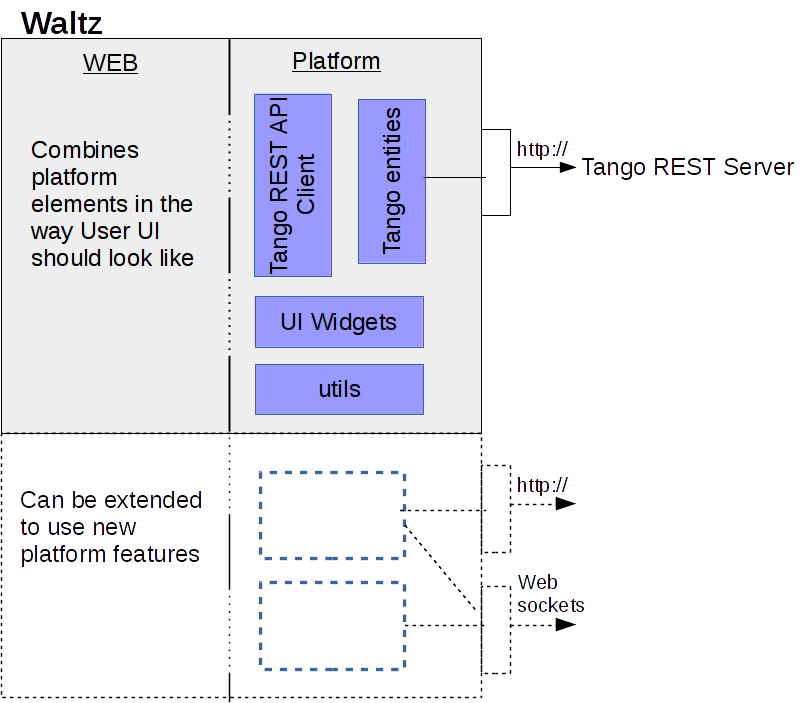 Waltz
WEB
Platform
Combines
platform
elements in the
way User UI
should look like
Tango REST API
Client
Tango entities
http://
Tango REST Server
UI Widgets
utils
Can be extended
to use new
platform features
http://
Web
sockets